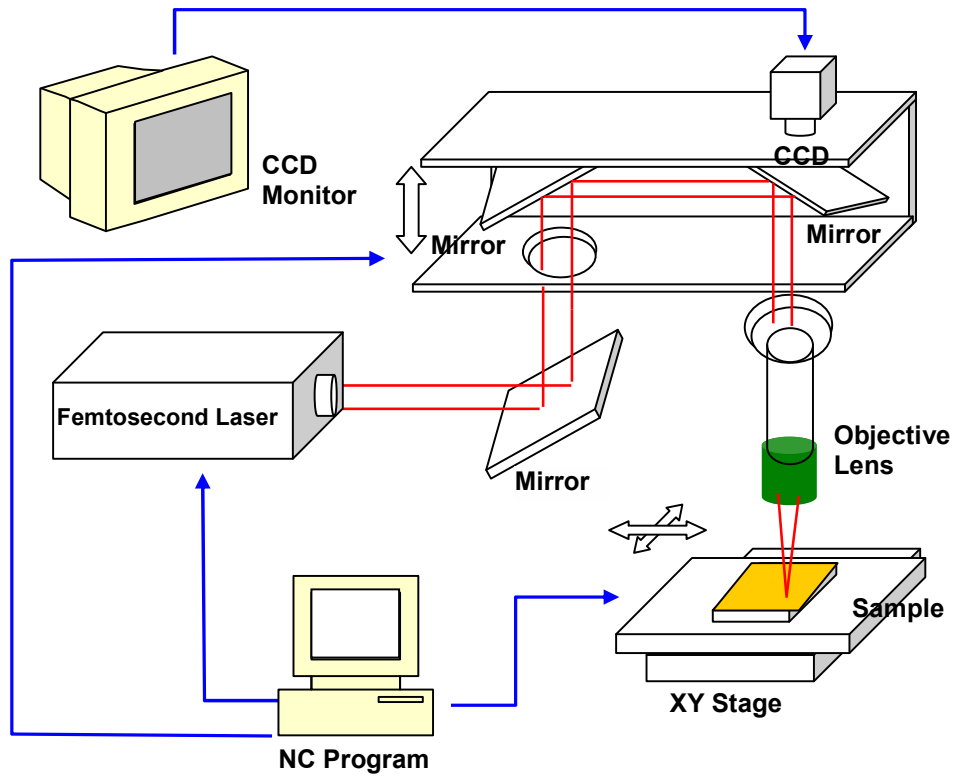 CCD
CCD
Monitor
Mirror
Mirror
Femtosecond Laser
Objective
Lens
Mirror
Sample
XY Stage
NC Program